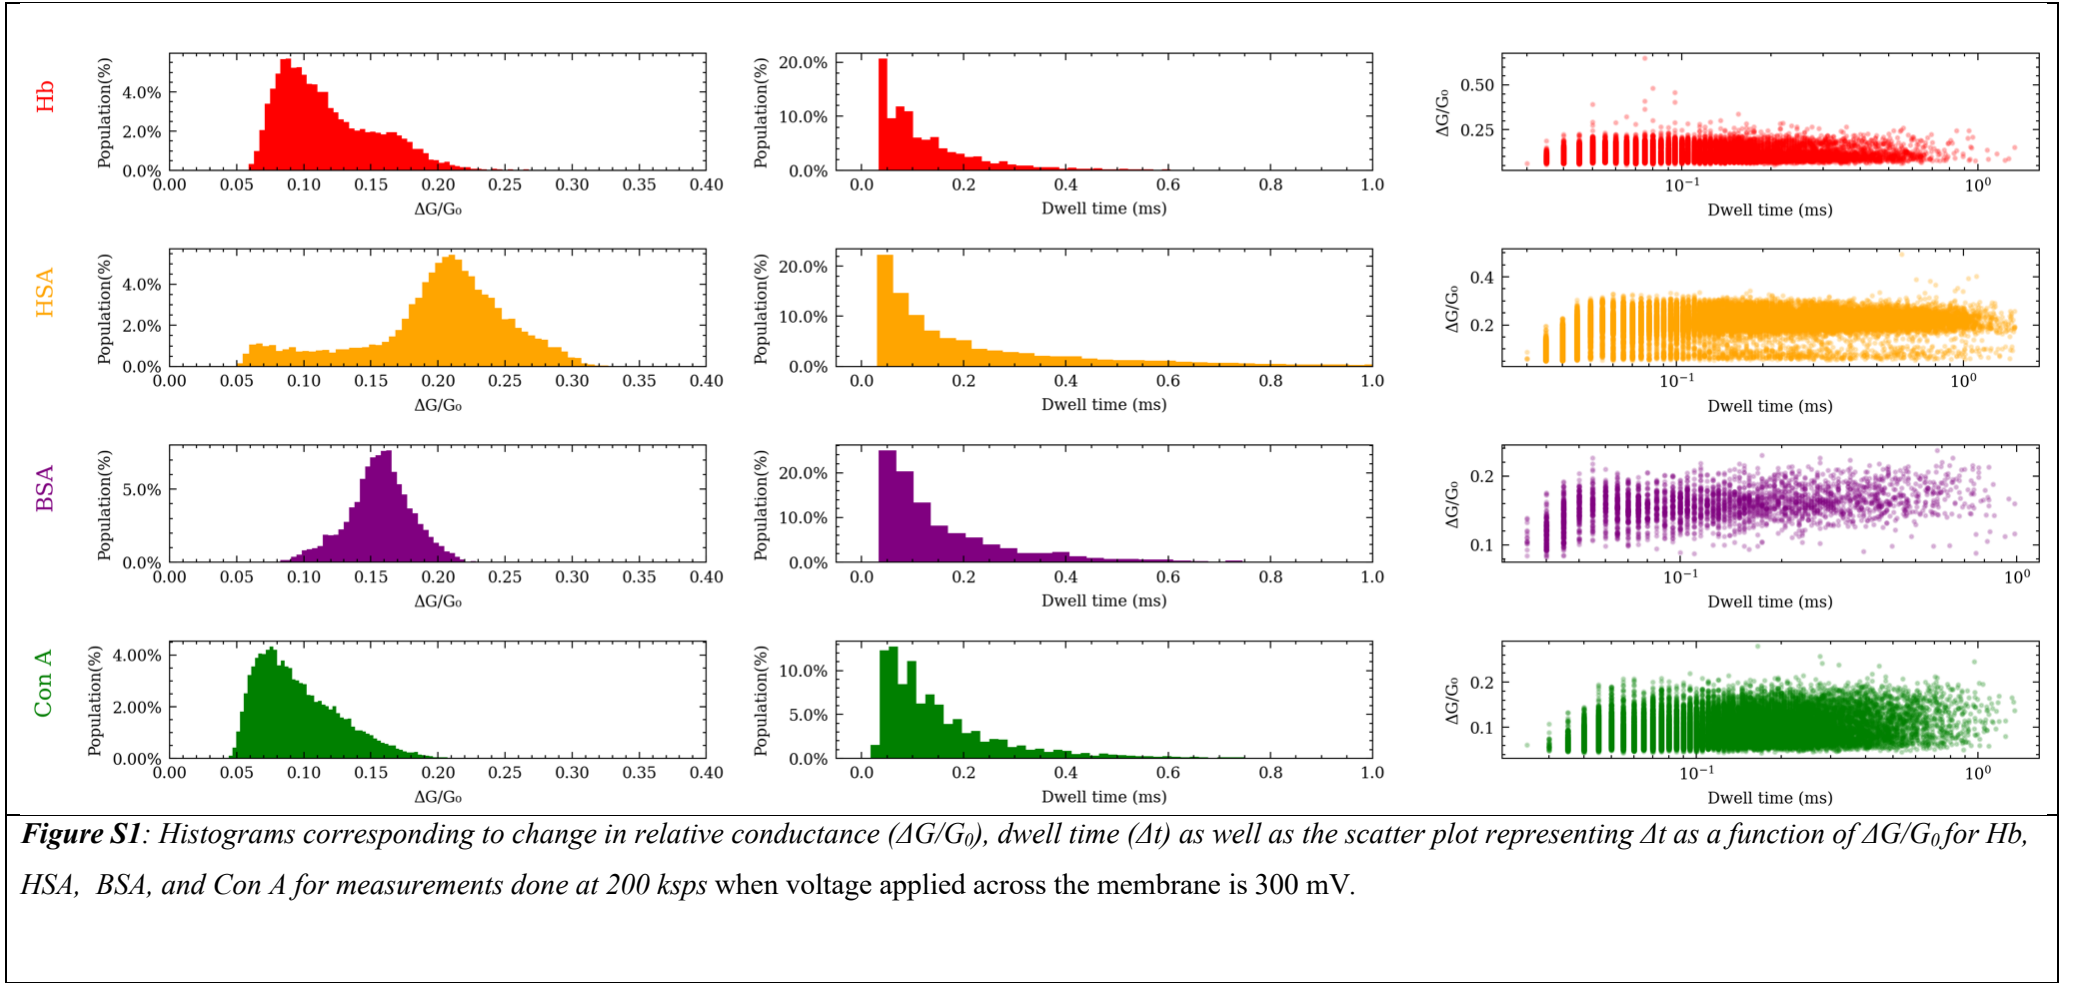 Hb
Population(%)
4.0%
2.0%
0.0%
0.00 0.05 0.10 0.15 0.20 0.25 0.30 0.35 0.40
ΔG/G₀
Population(%)
20.0%
10.0%
0.0%
0.0 0.2 0.4 0.6 0.8 1.0
Dwell time (ms)
ΔG/G₀
0.50
0.25
10⁻¹ 10⁰
Dwell time (ms)
HSA
Population(%)
4.0%
2.0%
0.0%
0.00 0.05 0.10 0.15 0.20 0.25 0.30 0.35 0.40
ΔG/G₀
Population(%)
20.0%
10.0%
0.0%
0.0 0.2 0.4 0.6 0.8 1.0
Dwell time (ms)
ΔG/G₀
0.4
0.2
10⁻¹ 10⁰
Dwell time (ms)
BSA
Population(%)
5.0%
0.0%
0.00 0.05 0.10 0.15 0.20 0.25 0.30 0.35 0.40
ΔG/G₀
Population(%)
20.0%
10.0%
0.0%
0.0 0.2 0.4 0.6 0.8 1.0
Dwell time (ms)
ΔG/G₀
0.2
0.1
10⁻¹ 10⁰
Dwell time (ms)
Con A
Population(%)
4.00%
2.00%
0.00%
0.00 0.05 0.10 0.15 0.20 0.25 0.30 0.35 0.40
ΔG/G₀
Population(%)
10.0%
5.0%
0.0%
0.0 0.2 0.4 0.6 0.8 1.0
Dwell time (ms)
ΔG/G₀
0.2
0.1
10⁻¹ 10⁰
Dwell time (ms)
Figure S1: Histograms corresponding to change in relative conductance (ΔG/G₀), dwell time (Δt) as well as the scatter plot representing Δt as a function of ΔG/G₀ for Hb,
HSA, BSA, and Con A for measurements done at 200 ksps when voltage applied across the membrane is 300 mV.